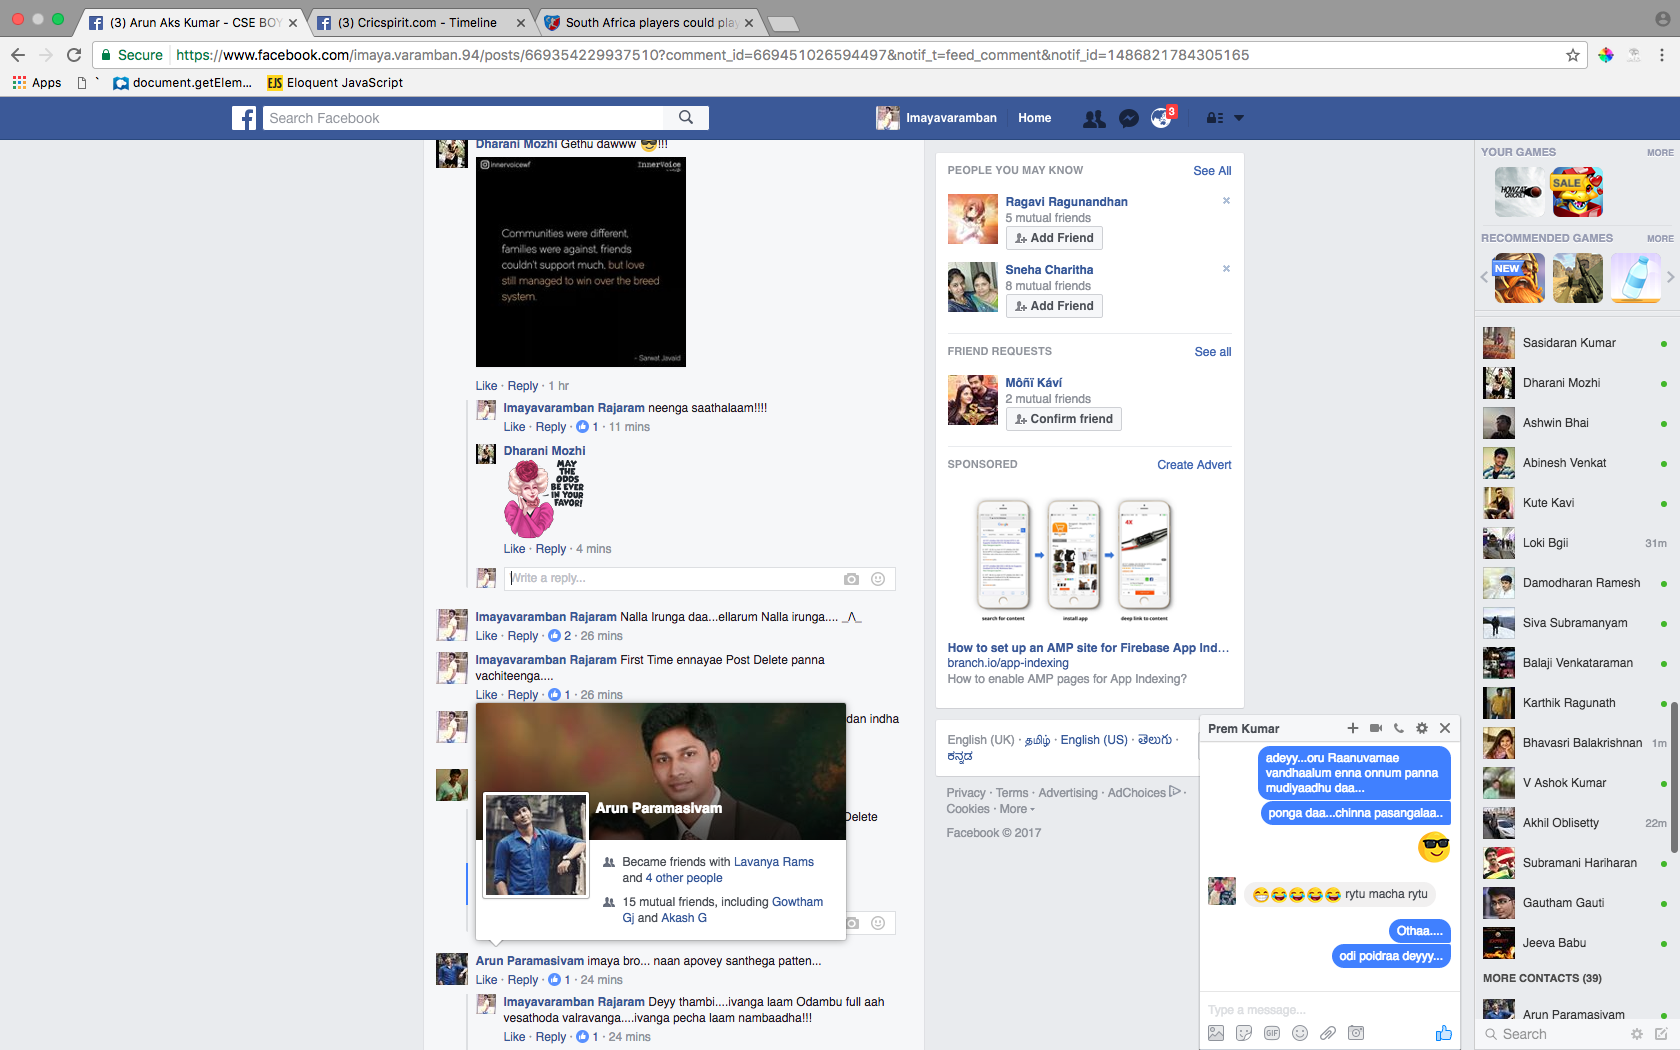 (3) Arun Aks Kumar - CSE BOY
(3) Cricspirit.com - Timeline
South Africa players could play
Secure
https://www.facebook.com/imaya.varamban.94/posts/669354229937510?comment_id=669451026594497&notif_t=feed_comment&notif_id=1486821784305165
Apps
document.getElem...
EJS Eloquent JavaScript
Search Facebook
Imayavaramban
Home
3
Dharani Mozhi Gethu dawww 😎!!!
innervoicewf
InnerVoice
Communities were different,
families were against, friends
couldn't support much, but love
still managed to win over the breed
system.
- Sarwat Javaid
Like · Reply · 1 hr
Imayavaramban Rajaram neenga saathalaam!!!!
Like · Reply · 1 · 11 mins
Dharani Mozhi
MAY
THE
ODDS
BE EVER
IN YOUR
FAVOR!
Like · Reply · 4 mins
Write a reply...
Imayavaramban Rajaram Nalla Irunga daa...ellarum Nalla irunga.... _/\_
Like · Reply · 2 · 26 mins
Imayavaramban Rajaram First Time ennayae Post Delete panna
vachiteenga....
Like · Reply · 1 · 26 mins
dan indha
Delete
Arun Paramasivam
Became friends with Lavanya Rams
and 4 other people
15 mutual friends, including Gowtham
Gj and Akash G
Arun Paramasivam imaya bro... naan apovey santhega patten...
Like · Reply · 1 · 24 mins
Imayavaramban Rajaram Deyy thambi....ivanga laam Odambu full aah
vesathoda valravanga....ivanga pecha laam nambaadha!!!
Like · Reply · 1 · 24 mins
PEOPLE YOU MAY KNOW
See All
Ragavi Ragunandhan
5 mutual friends
Add Friend
Sneha Charitha
8 mutual friends
Add Friend
FRIEND REQUESTS
See all
Môñï Káví
2 mutual friends
Confirm friend
SPONSORED
Create Advert
4X
search for content
install app
deep link to content
How to set up an AMP site for Firebase App Ind...
branch.io/app-indexing
How to enable AMP pages for App Indexing?
English (UK) · தமிழ் · English (US) · తెలుగు ·
ಕನ್ನಡ
Privacy · Terms · Advertising · AdChoices ·
Cookies · More
Facebook © 2017
Prem Kumar
adeyy...oru Raanuvamae
vandhaalum enna onnum panna
mudiyaadhu daa...
ponga daa...chinna pasangalaa..
😎
😁😂😂😂😂 rytu macha rytu
Othaa....
odi poidraa deyyy...
Type a message...
GIF
YOUR GAMES
MORE
HOWZAT
CRICKET
SALE
RECOMMENDED GAMES
MORE
NEW
Sasidaran Kumar
Dharani Mozhi
Ashwin Bhai
Abinesh Venkat
Kute Kavi
Loki Bgii
31m
Damodharan Ramesh
Siva Subramanyam
Balaji Venkataraman
Karthik Ragunath
Bhavasri Balakrishnan
1m
V Ashok Kumar
Akhil Oblisetty
22m
Subramani Hariharan
Gautham Gauti
Jeeva Babu
MORE CONTACTS (39)
Arun Paramasivam
Search